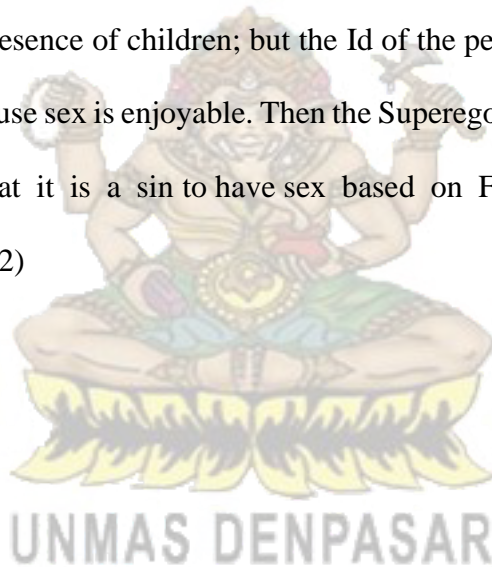 esence of children; but the Id of the pe
use sex is enjoyable. Then the Superego
at it is a sin to have sex based on F
2)
UNMAS DENPASAR